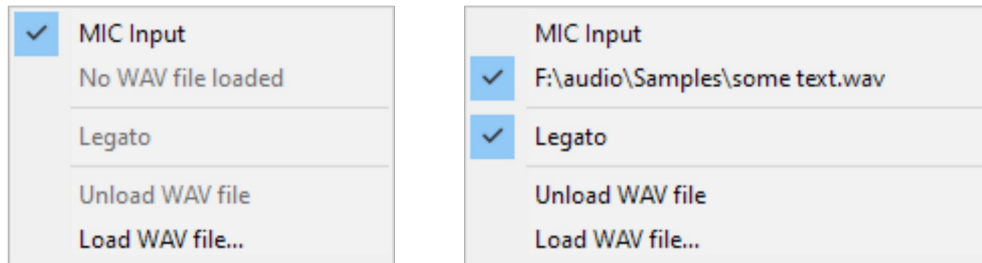 MIC Input
No WAV file loaded
Legato
Unload WAV file
Load WAV file...
MIC Input
F:\audio\Samples\some text.wav
Legato
Unload WAV file
Load WAV file...